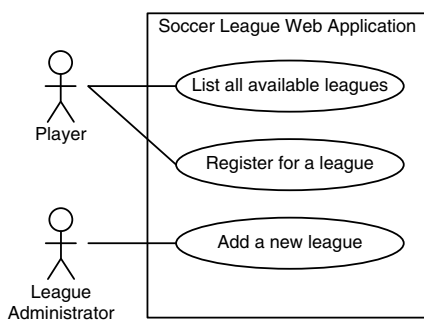 Soccer League Web Application
List all available leagues
Player
Register for a league
Add a new league
League
Administrator